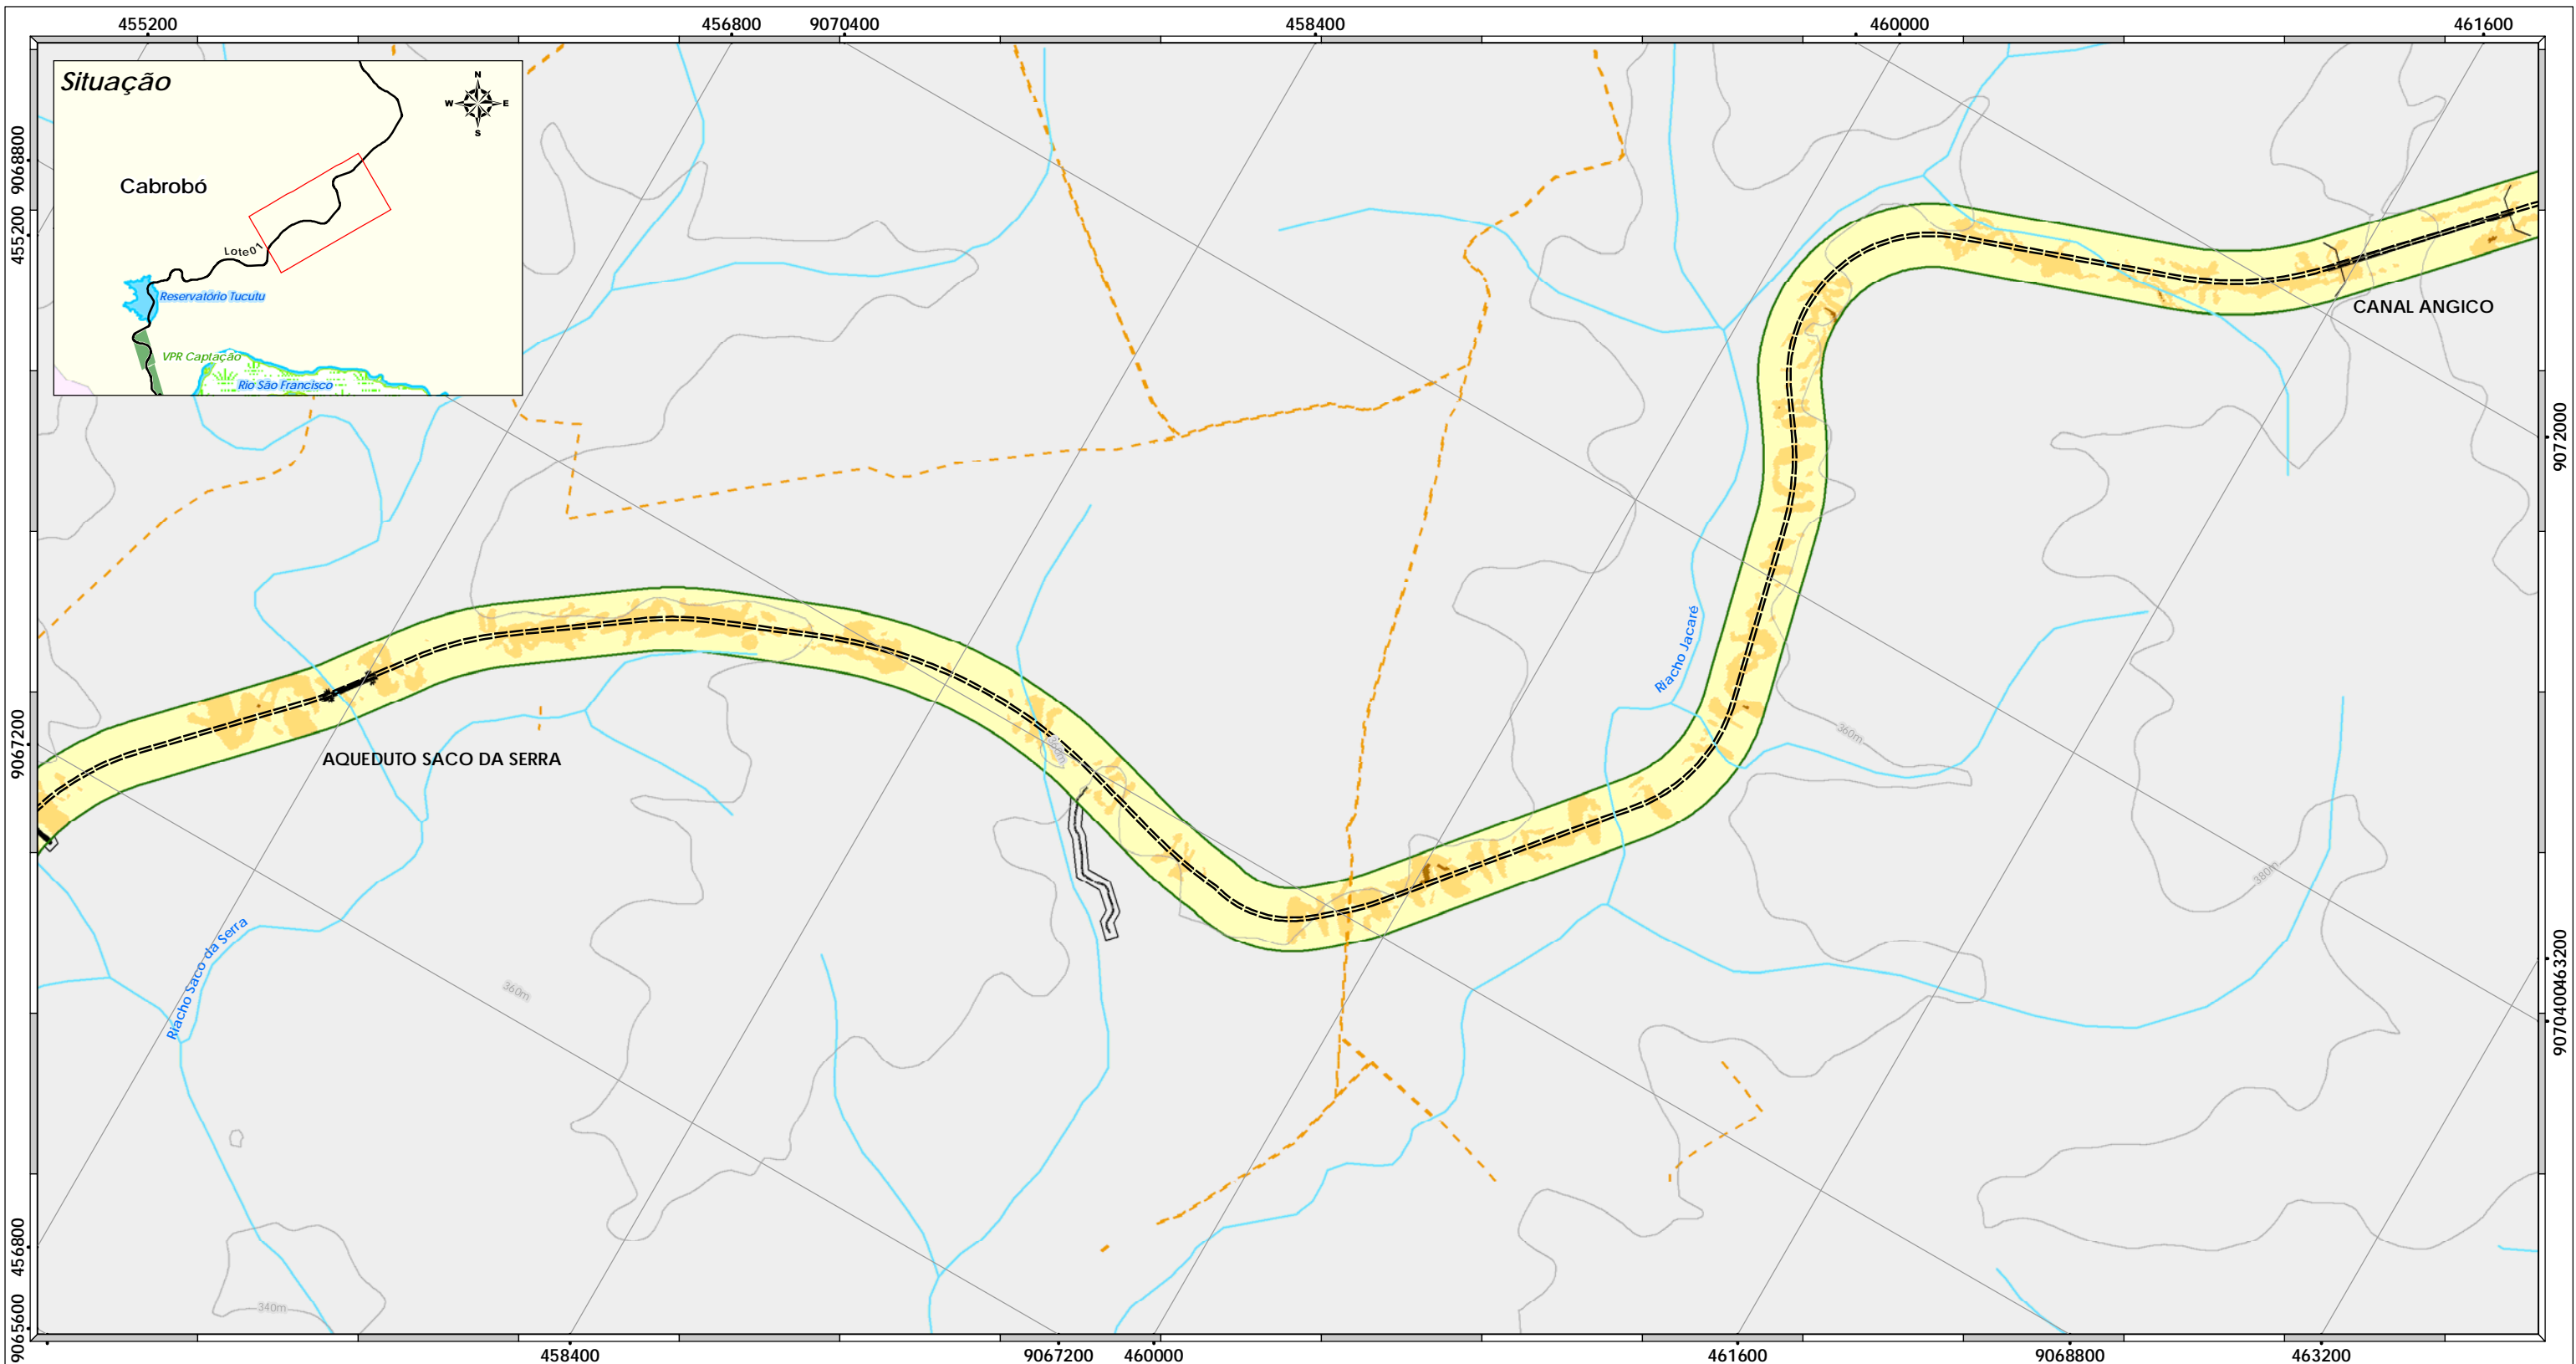 455200
456800
9070400
458400
460000
461600
Situação
N
W
E
S
Cabrobó
Lote01
Reservatório Tucutu
VPR Captação
Rio São Francisco
9068800
455200
9067200
456800
9065600
9072000
463200
9070400
CANAL ANGICO
Riacho Jacaré
360m
AQUEDUTO SACO DA SERRA
360m
380m
Riacho Saco da Serra
360m
340m
458400
9067200
460000
461600
9068800
463200